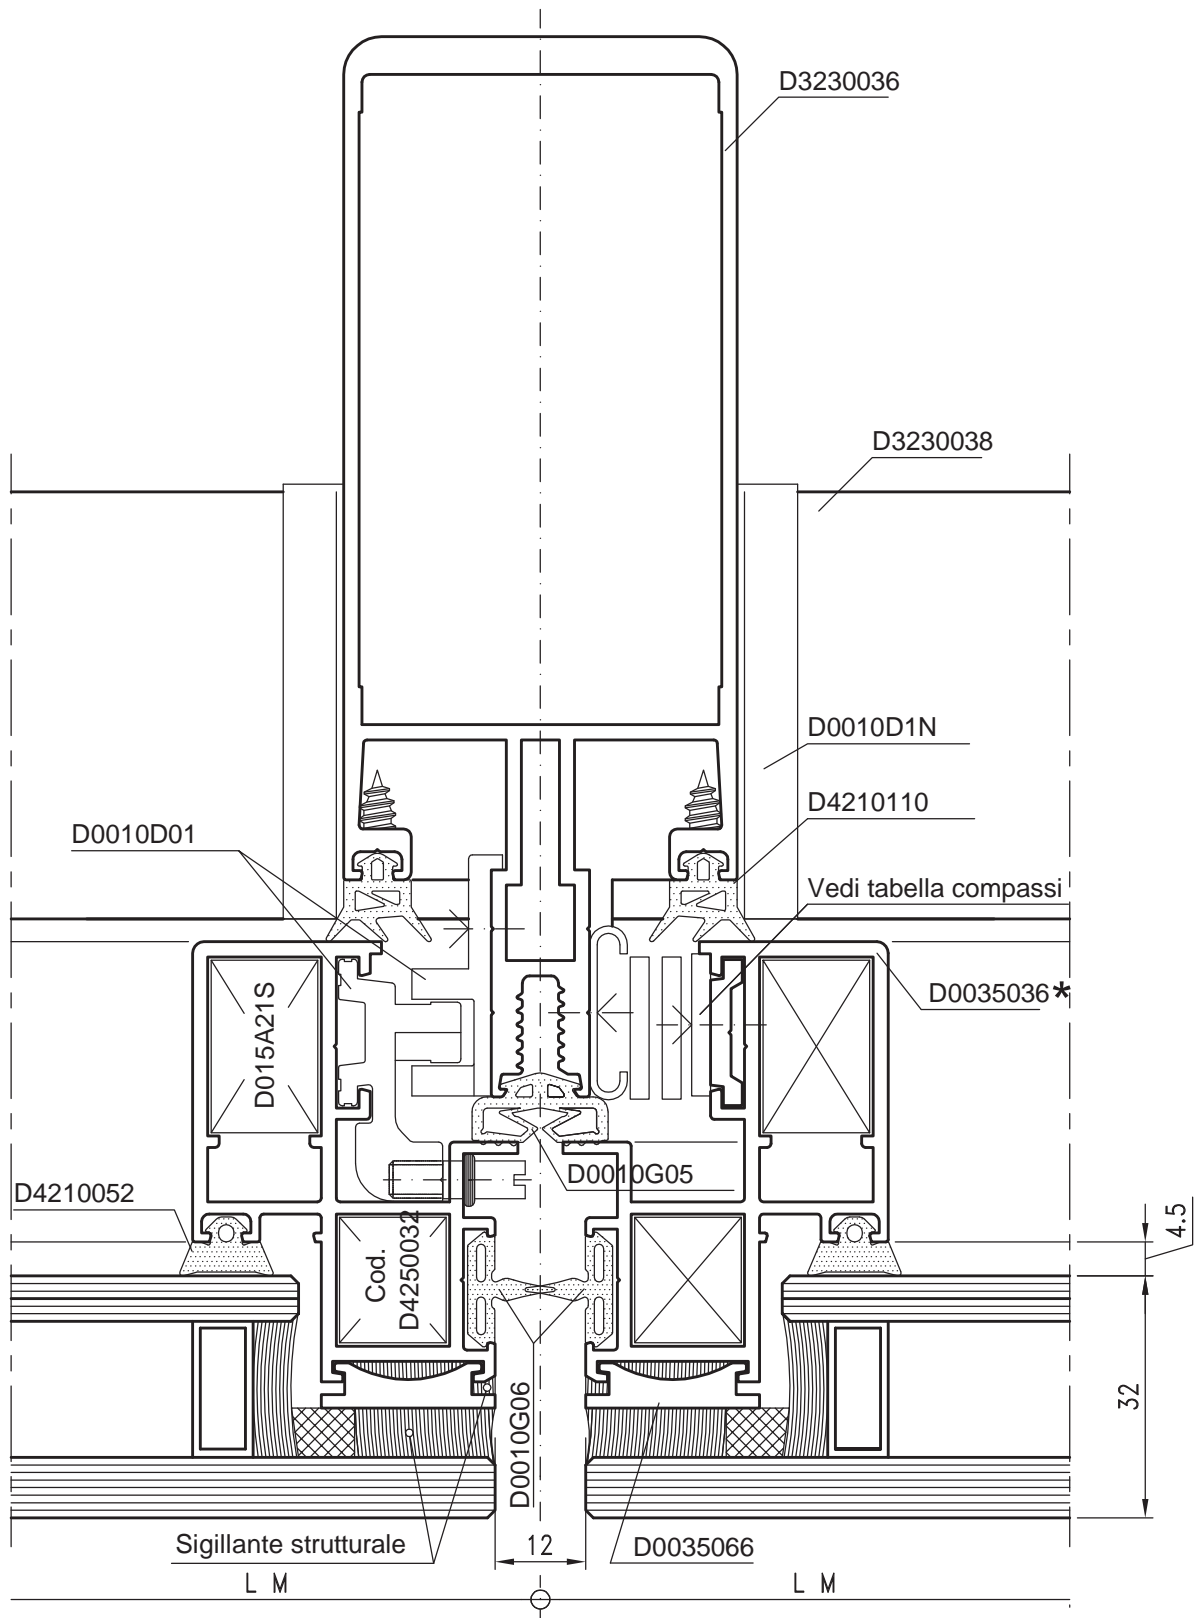 D3230036
D3230038
D0010D1N
D4210110
D0010D01
Vedi tabella compassi
D0035036*
D015A21S
D0010G05
D4210052
4.5
Cod.
D4250032
32
D0010G06
Sigillante strutturale
12
D0035066
L M
L M